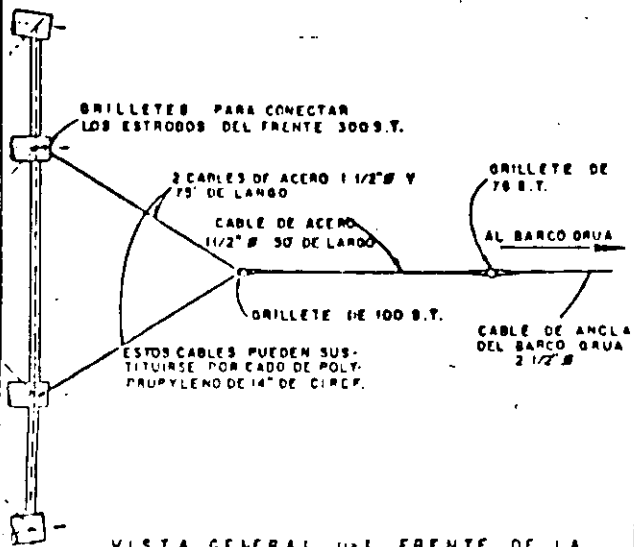 GRILLETES PARA CONECTAR
LOS ESTROBOS DEL FRENTE 300 S.T.
2 CABLES DE ACERO 1 1/2" Ø Y
75' DE LARGO
GRILLETE DE
78 S.T.
CABLE DE ACERO
1 1/2" Ø 90' DE LARGO
AL BARCO GRUA
GRILLETE DE 100 S.T.
CABLE DE ANCLA
DEL BARCO GRUA
2 1/2" Ø
ESTOS CABLES PUEDEN SUS-
TITUIRSE POR CABO DE POLY-
PROPYLENO DE 14" DE CIRCF.
VISTA GENERAL DEL FRENTE DE LA